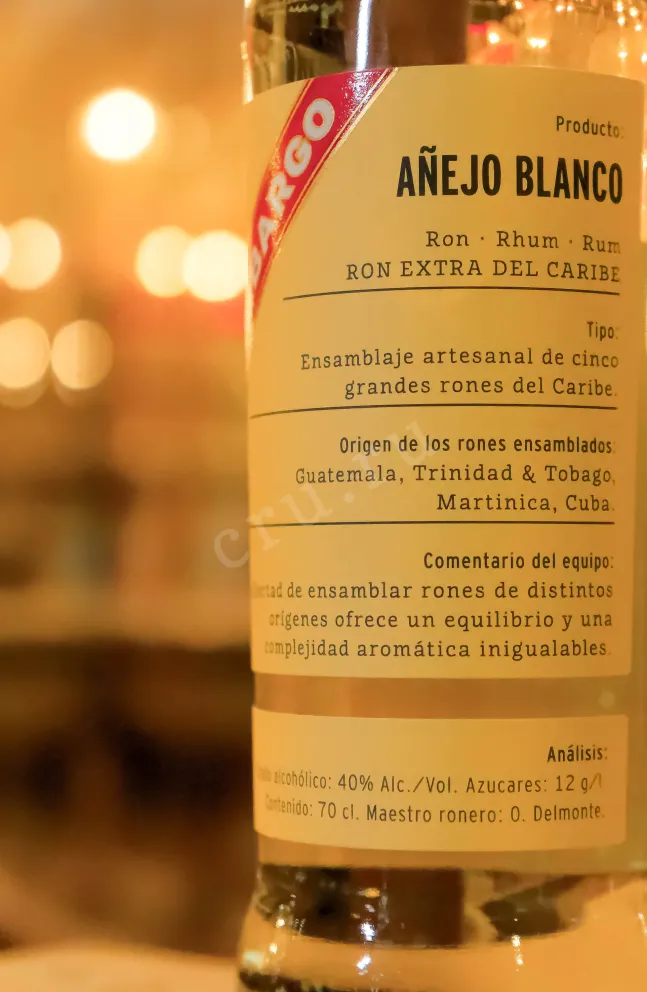 BARGO
Producto:
AÑEJO BLANCO
Ron · Rhum · Rum
RON EXTRA DEL CARIBE
Tipo:
Ensamblaje artesanal de cinco
grandes rones del Caribe.
Origen de los rones ensamblados:
Guatemala, Trinidad & Tobago,
Martinica, Cuba.
cru.ru
Comentario del equipo:
de ensamblar rones de distintos
orígenes ofrece un equilibrio y una
complejidad aromática inigualables.
Análisis:
alcohólico: 40% Alc./Vol. Azucares: 12 g/l
Contenido: 70 cl. Maestro ronero: O. Delmonte.